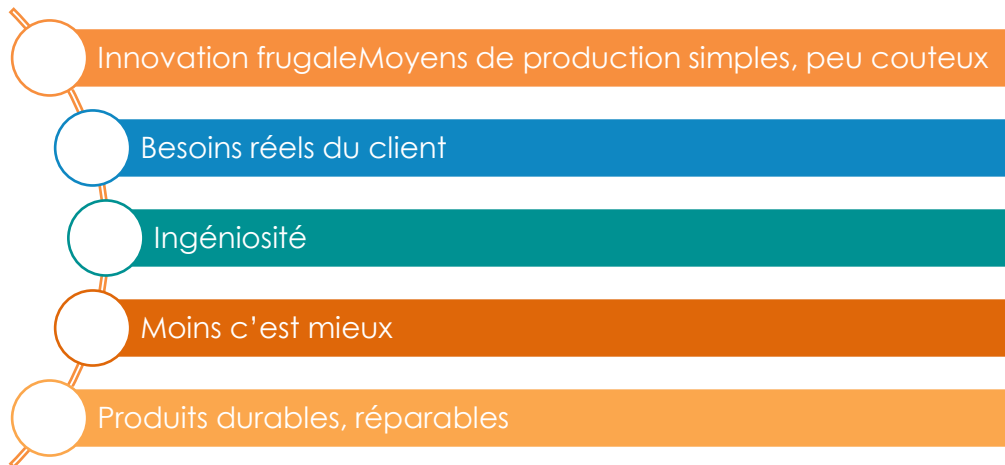 Innovation frugaleMoyens de production simples, peu couteux
Besoins réels du client
Ingéniosité
Moins c’est mieux
Produits durables, réparables